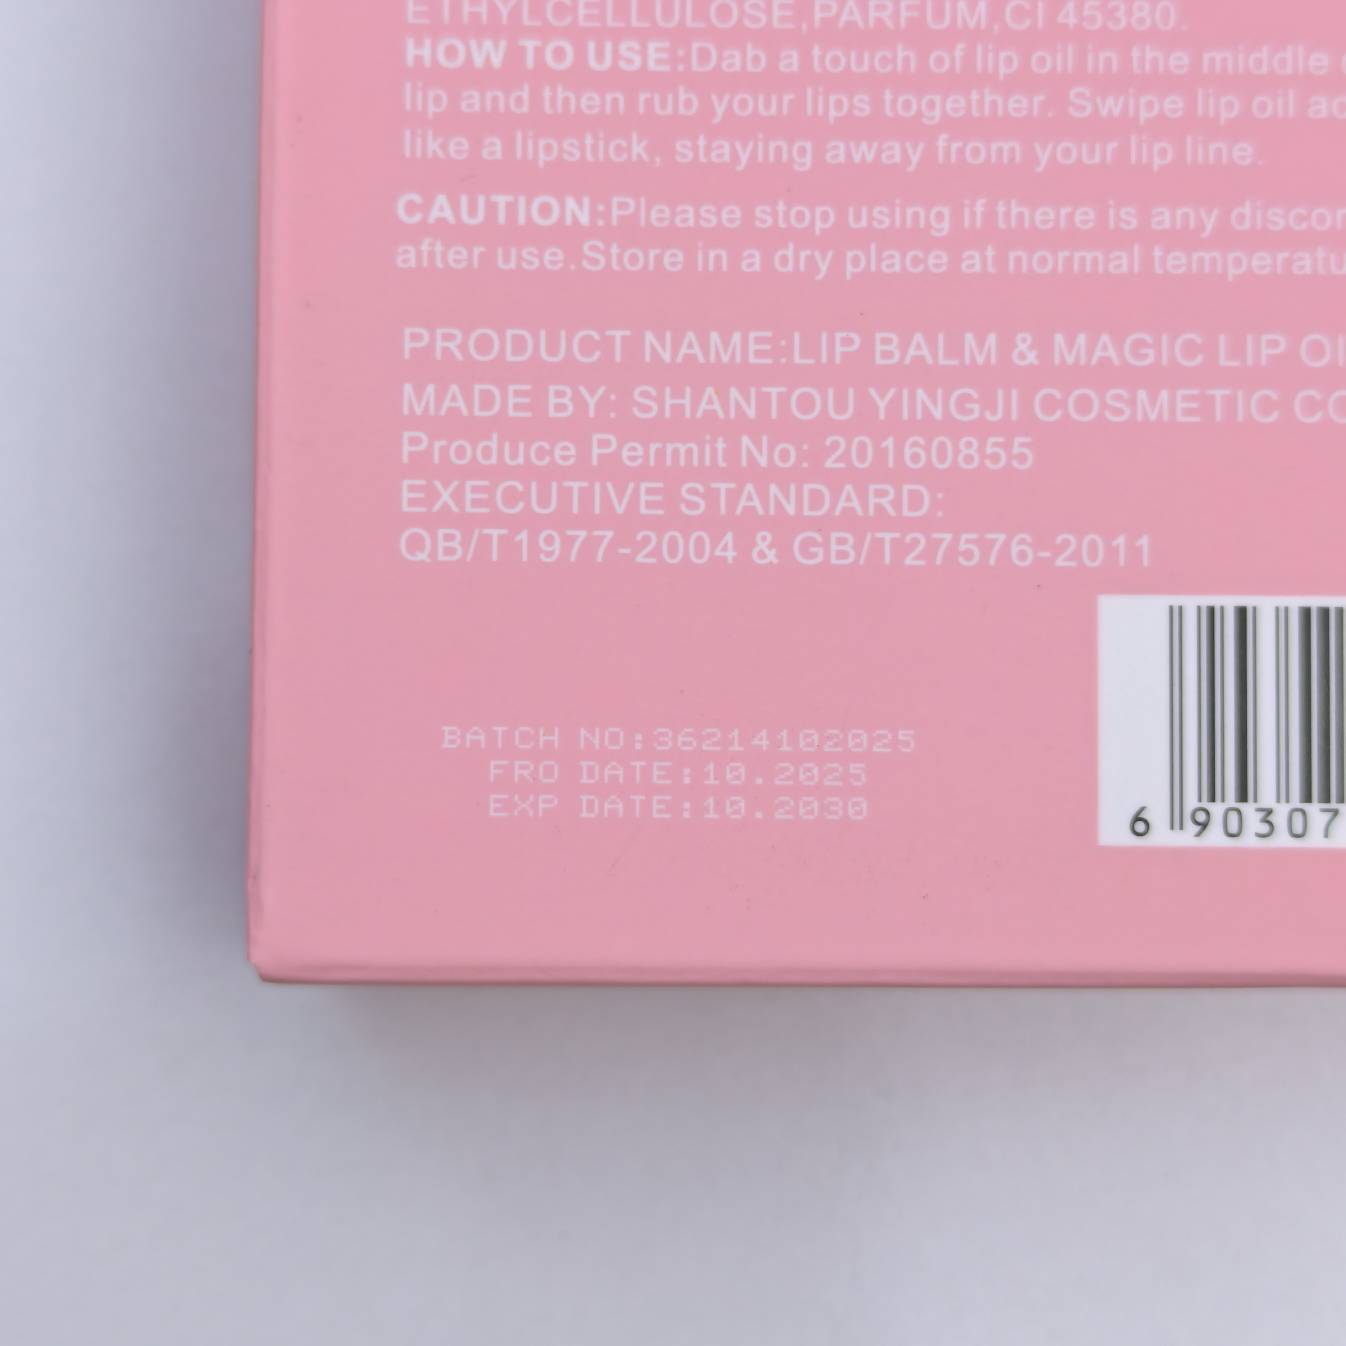 ETHYLCELLULOSE,PARFUM,CI 45380.
HOW TO USE:Dab a touch of lip oil in the middle
lip and then rub your lips together. Swipe lip oil
like a lipstick, staying away from your lip line.
CAUTION:Please stop using if there is any
after use.Store in a dry place at normal
PRODUCT NAME:LIP BALM & MAGIC LIP
MADE BY: SHANTOU YINGJI COSMETIC
Produce Permit No: 20160855
EXECUTIVE STANDARD:
QB/T1977-2004 & GB/T27576-2011
BATCH NO:36214102025
FRO DATE:10.2025
EXP DATE:10.2030
6 90307